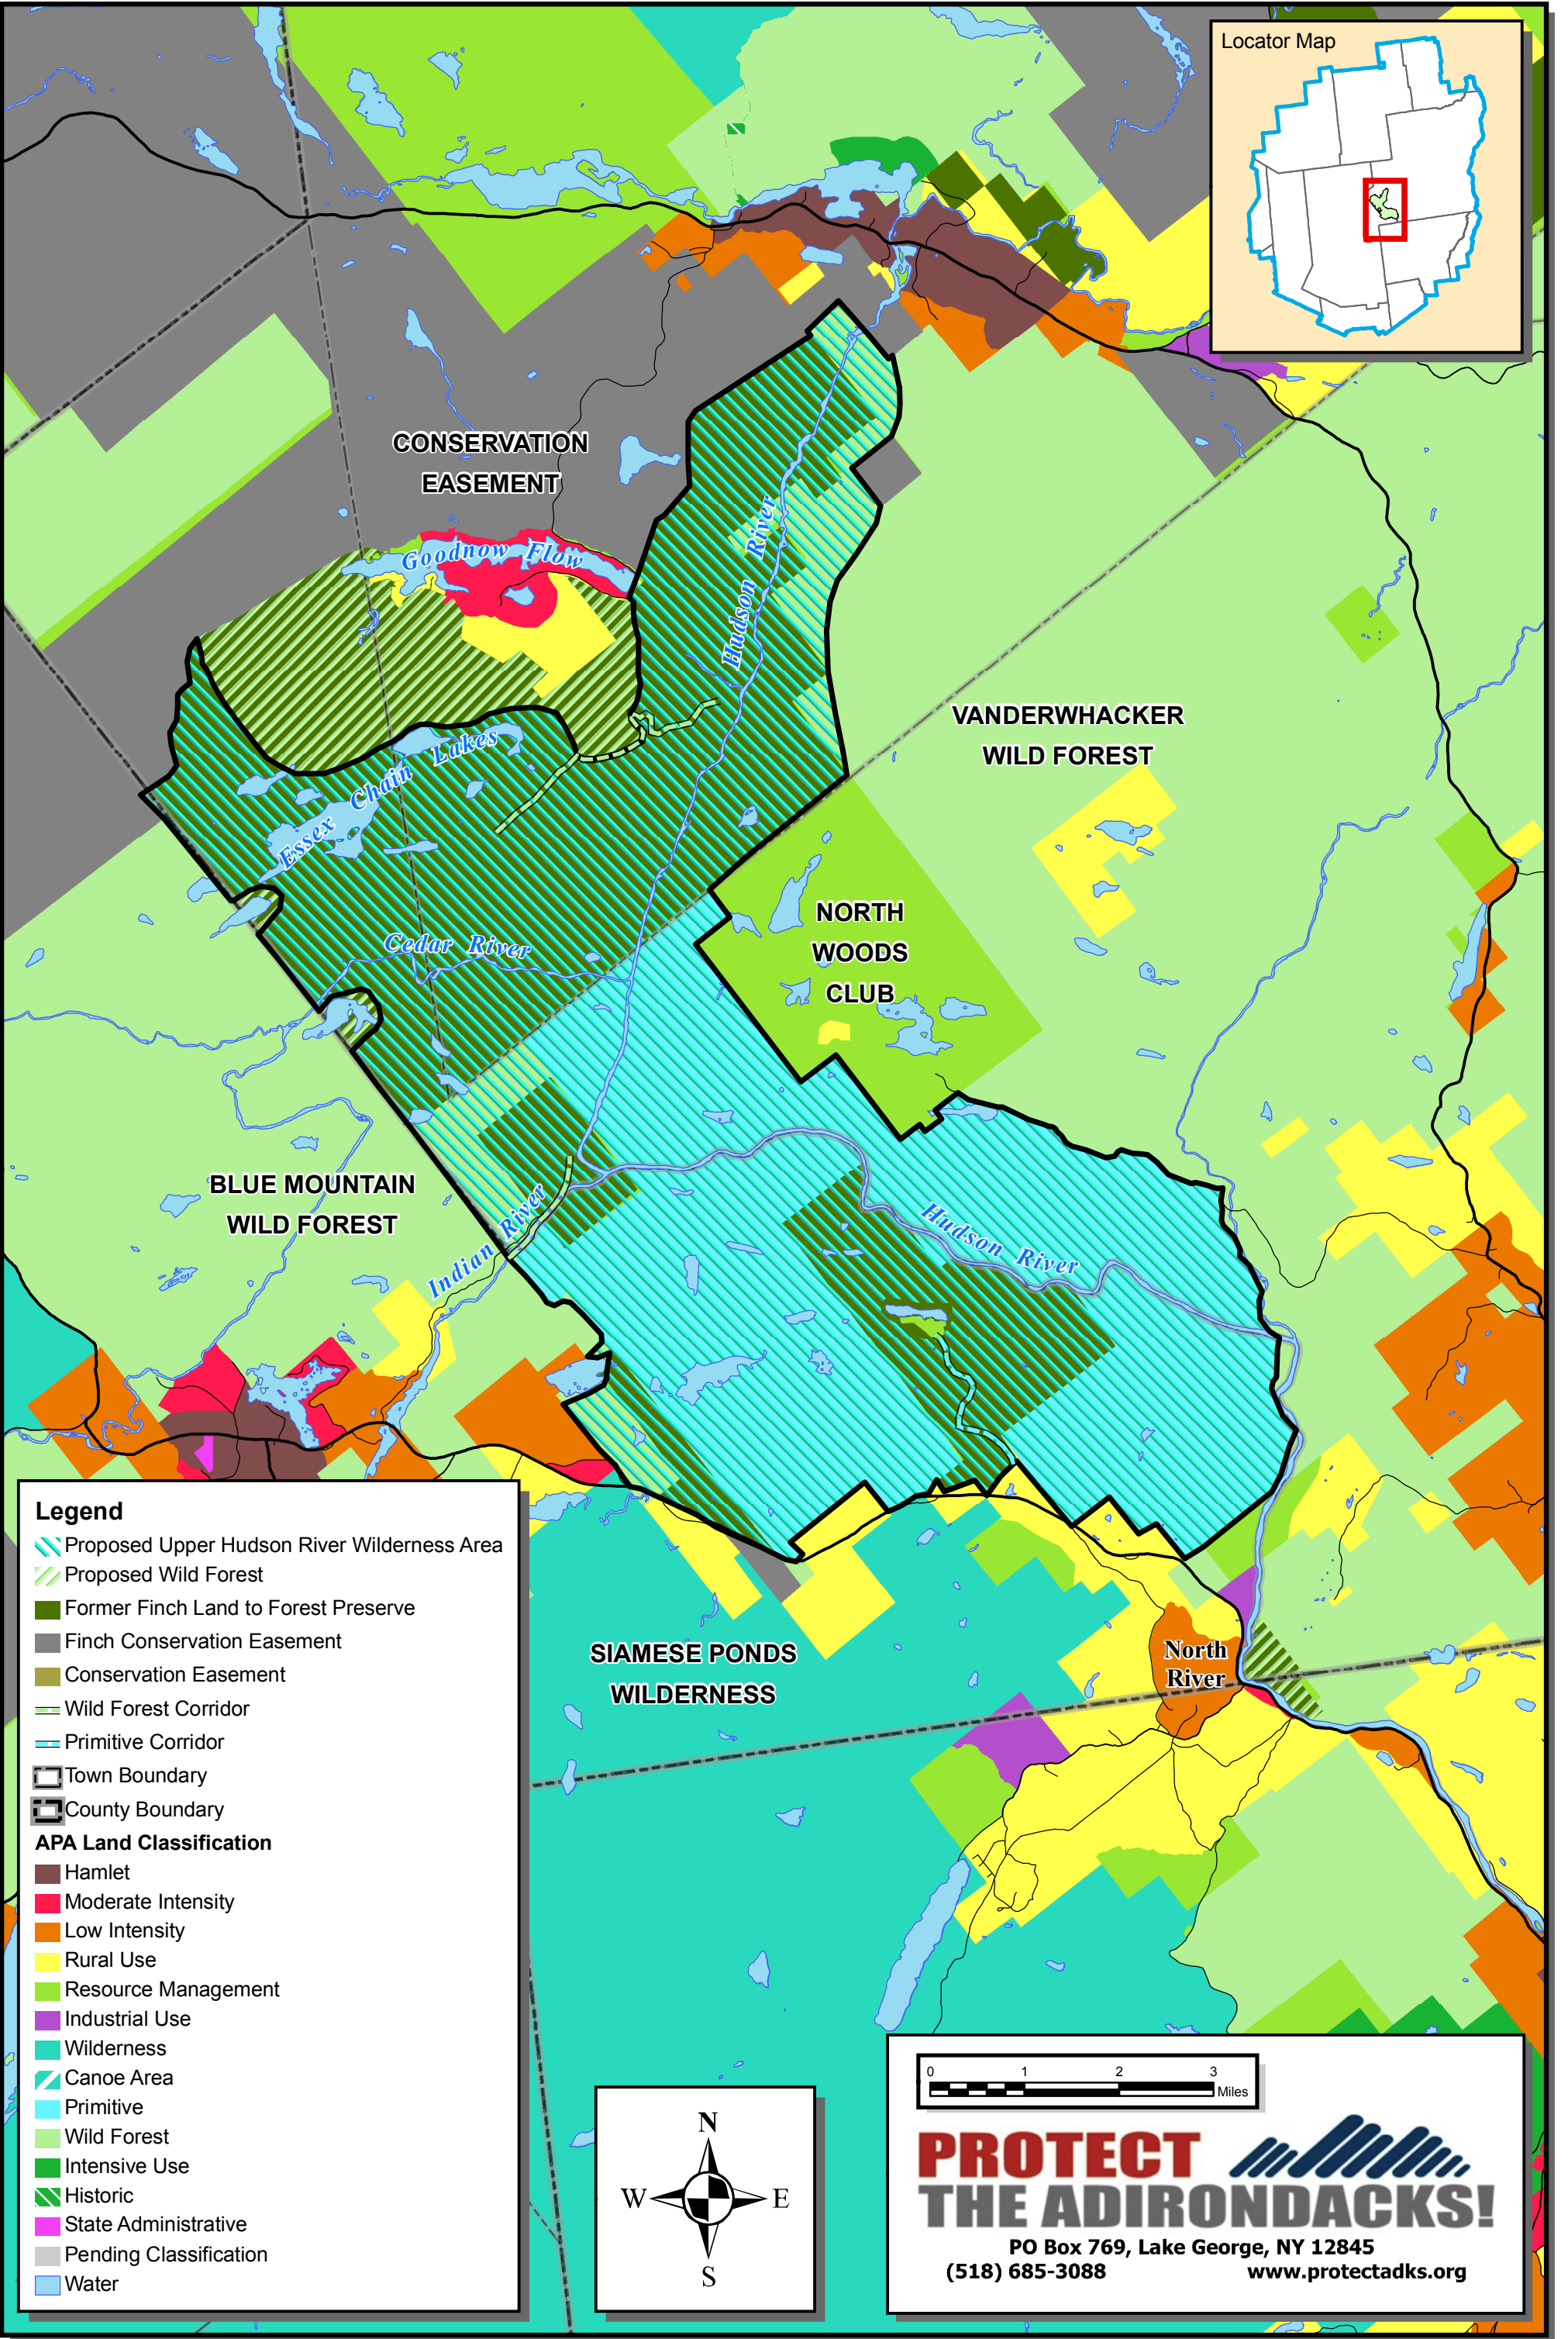 Locator Map
CONSERVATION
EASEMENT
Goodnow Flow
Hudson River
VANDERWHACKER
WILD FOREST
Essex Chain Lakes
NORTH
WOODS
CLUB
Cedar River
BLUE MOUNTAIN
WILD FOREST
Indian River
Hudson River
SIAMESE PONDS
WILDERNESS
North
River
Legend
Proposed Upper Hudson River Wilderness Area
Proposed Wild Forest
Former Finch Land to Forest Preserve
Finch Conservation Easement
Conservation Easement
Wild Forest Corridor
Primitive Corridor
Town Boundary
County Boundary
APA Land Classification
Hamlet
Moderate Intensity
Low Intensity
Rural Use
Resource Management
Industrial Use
Wilderness
Canoe Area
Primitive
Wild Forest
Intensive Use
Historic
State Administrative
Pending Classification
Water
N
W E
S
0 1 2 3
Miles
PROTECT
THE ADIRONDACKS!
PO Box 769, Lake George, NY 12845
(518) 685-3088 www.protectadks.org